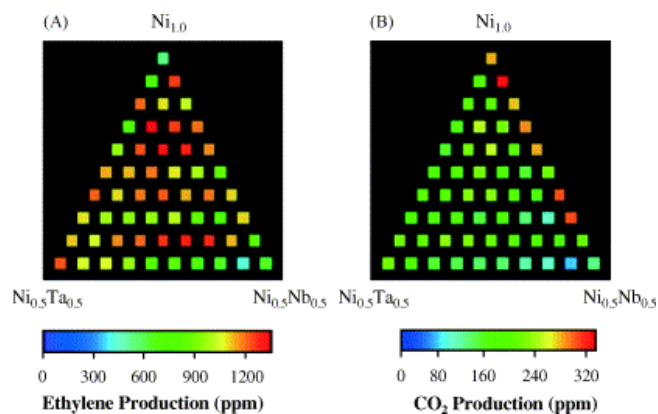 (A) Ni1.0 (B) Ni1.0
Ni0.5Ta0.5 Ni0.5Nb0.5 Ni0.5Ta0.5 Ni0.5Nb0.5
0 300 600 900 1200 0 80 160 240 320
Ethylene Production (ppm) CO2 Production (ppm)